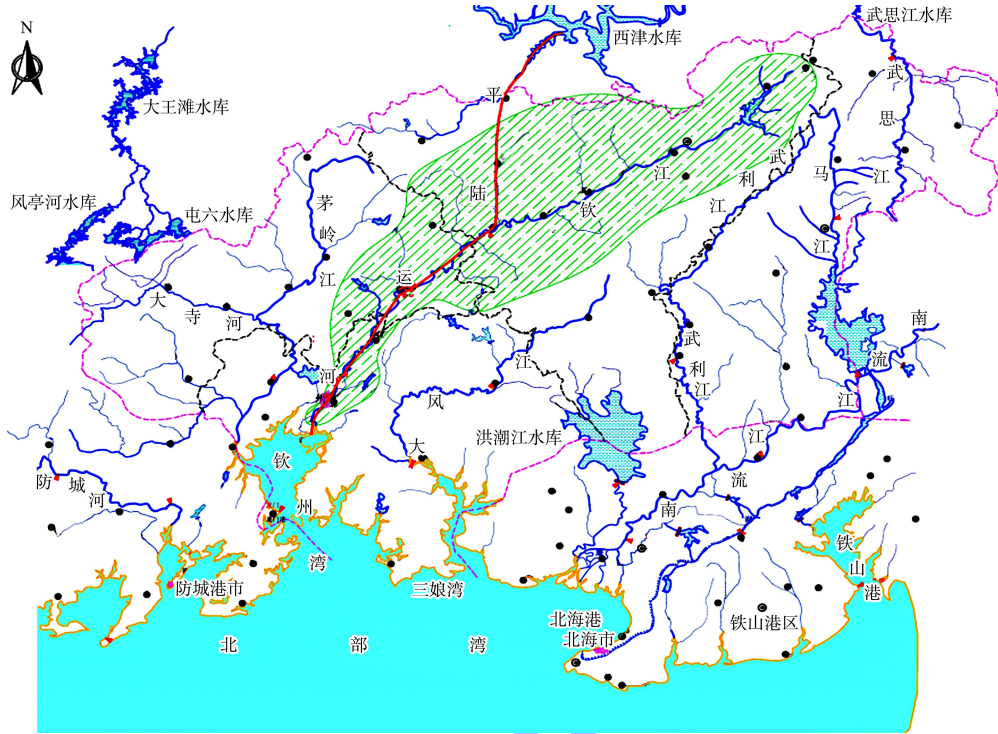 武思江水库
西津水库
N
大王滩水库
平
武思江
风亭河水库
屯六水库
茅岭江
陆
钦江
武利江
马江
大寺河
运
南流江
武利江
河
大风江
洪潮江水库
钦州湾
防城河
南流江
铁山港
防城港市
三娘湾
北海港
北海市
铁山港区
北部湾